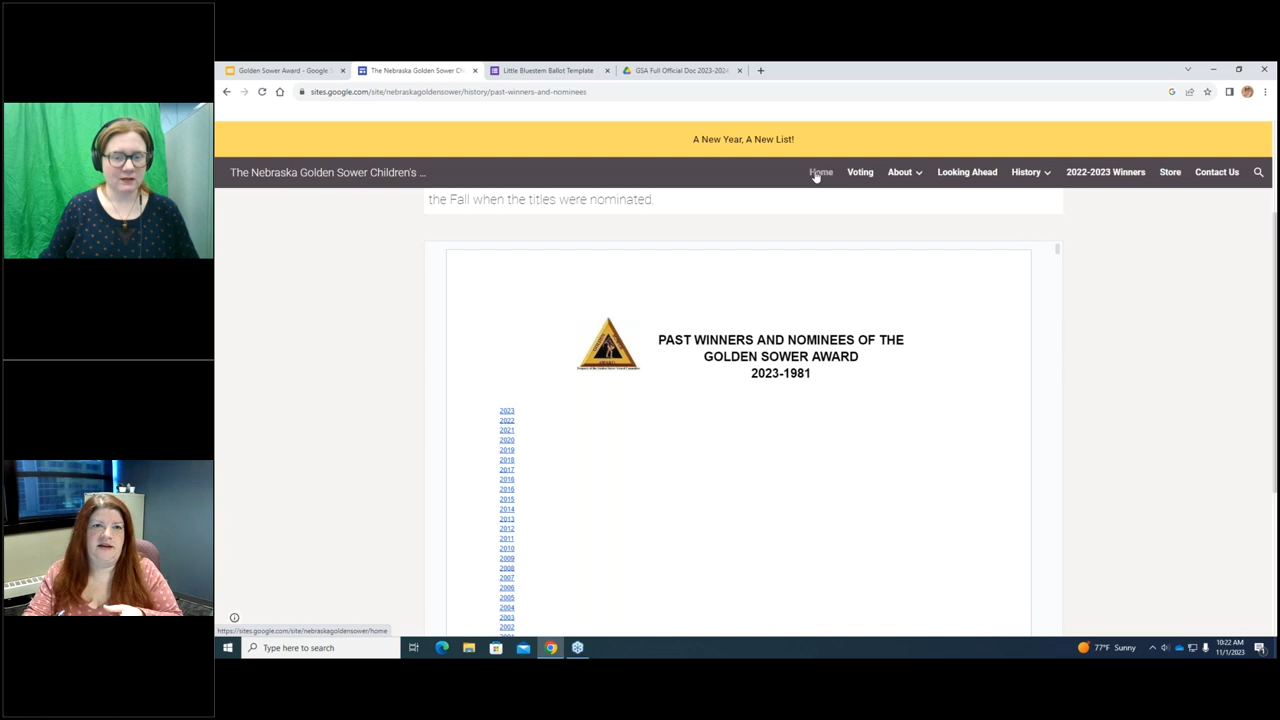 Golden Sower Award - Google S
The Nebraska Golden Sower Ch
Little Bluestem Ballot Template
GSA Full Official Doc 2023-2024
sites.google.com/site/nebraskagoldensower/history/past-winners-and-nominees
A New Year, A New List!
The Nebraska Golden Sower Children's ...
Home
Voting
About
Looking Ahead
History
2022-2023 Winners
Store
Contact Us
the Fall when the titles were nominated.
PAST WINNERS AND NOMINEES OF THE
GOLDEN SOWER AWARD
2023-1981
2023
2022
2021
2020
2019
2018
2017
2016
2016
2015
2014
2013
2012
2011
2010
2009
2008
2007
2006
2005
2004
2003
2002
https://sites.google.com/site/nebraskagoldensower/home
Type here to search
77°F Sunny
10:22 AM
11/1/2023